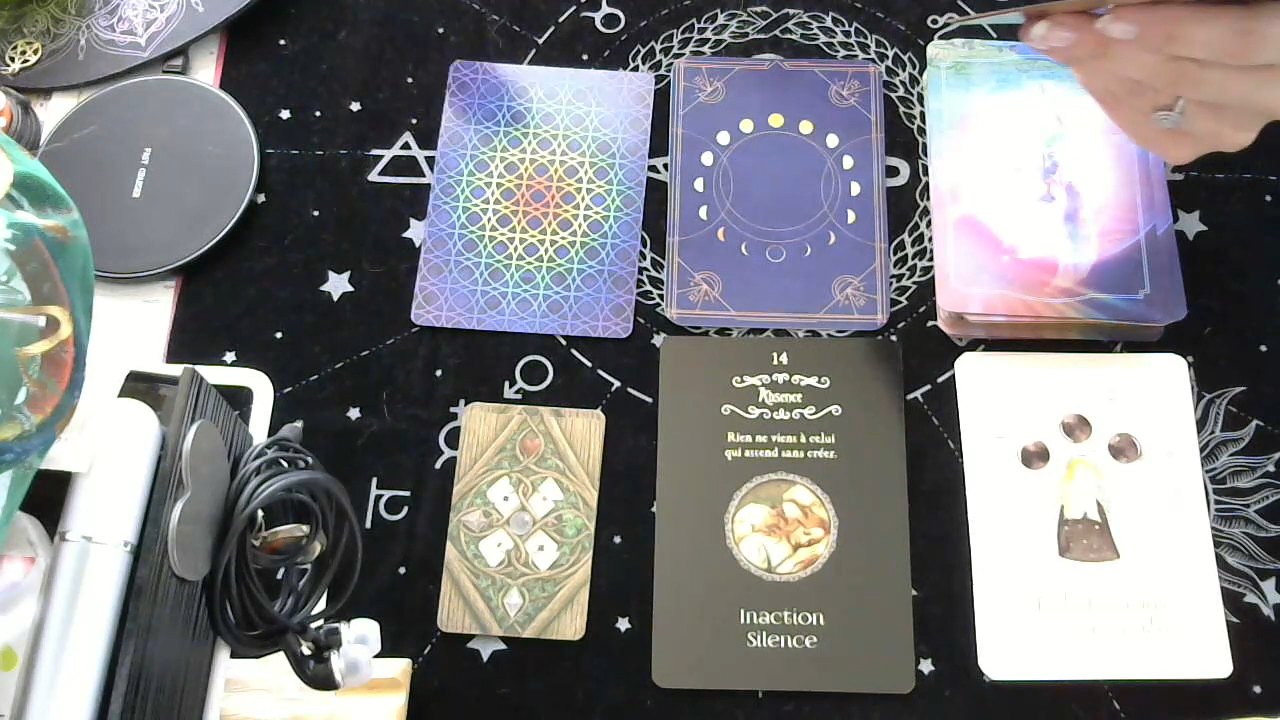 FAST CHARGER
14
Absence
Rien ne viens à celui
qui attend sans créer.
Inaction
Silence